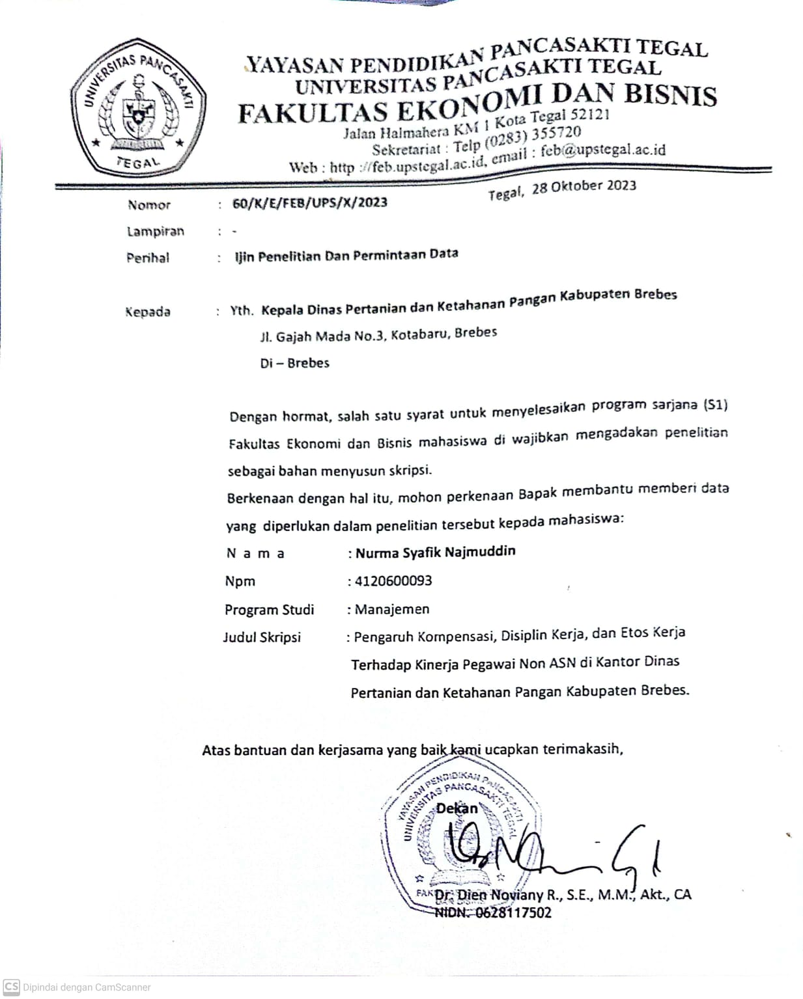 UNIVERSITAS PANCASAKTI
TEGAL
YAYASAN PENDIDIKAN PANCASAKTI TEGAL
UNIVERSITAS PANCASAKTI TEGAL
FAKULTAS EKONOMI DAN BISNIS
Jalan Halmahera KM 1 Kota Tegal 52121
Sekretariat : Telp (0283) 355720
Web : http ://feb.upstegal.ac.id, email : feb@upstegal.ac.id
Tegal, 28 Oktober 2023
Nomor : 60/K/E/FEB/UPS/X/2023
Lampiran : -
Perihal : Ijin Penelitian Dan Permintaan Data
Kepada : Yth. Kepala Dinas Pertanian dan Ketahanan Pangan Kabupaten Brebes
Jl. Gajah Mada No.3, Kotabaru, Brebes
Di – Brebes
Dengan hormat, salah satu syarat untuk menyelesaikan program sarjana (S1)
Fakultas Ekonomi dan Bisnis mahasiswa di wajibkan mengadakan penelitian
sebagai bahan menyusun skripsi.
Berkenaan dengan hal itu, mohon perkenaan Bapak membantu memberi data
yang diperlukan dalam penelitian tersebut kepada mahasiswa:
N a m a : Nurma Syafik Najmuddin
Npm : 4120600093
Program Studi : Manajemen
Judul Skripsi : Pengaruh Kompensasi, Disiplin Kerja, dan Etos Kerja
Terhadap Kinerja Pegawai Non ASN di Kantor Dinas
Pertanian dan Ketahanan Pangan Kabupaten Brebes.
Atas bantuan dan kerjasama yang baik kami ucapkan terimakasih,
YAYASAN PENDIDIKAN PANCASAKTI
UNIVERSITAS PANCASAKTI TEGAL
Dekan
Dr. Dien Noviany R., S.E., M.M., Akt., CA
NIDN. 0628117502
CS Dipindai dengan CamScanner